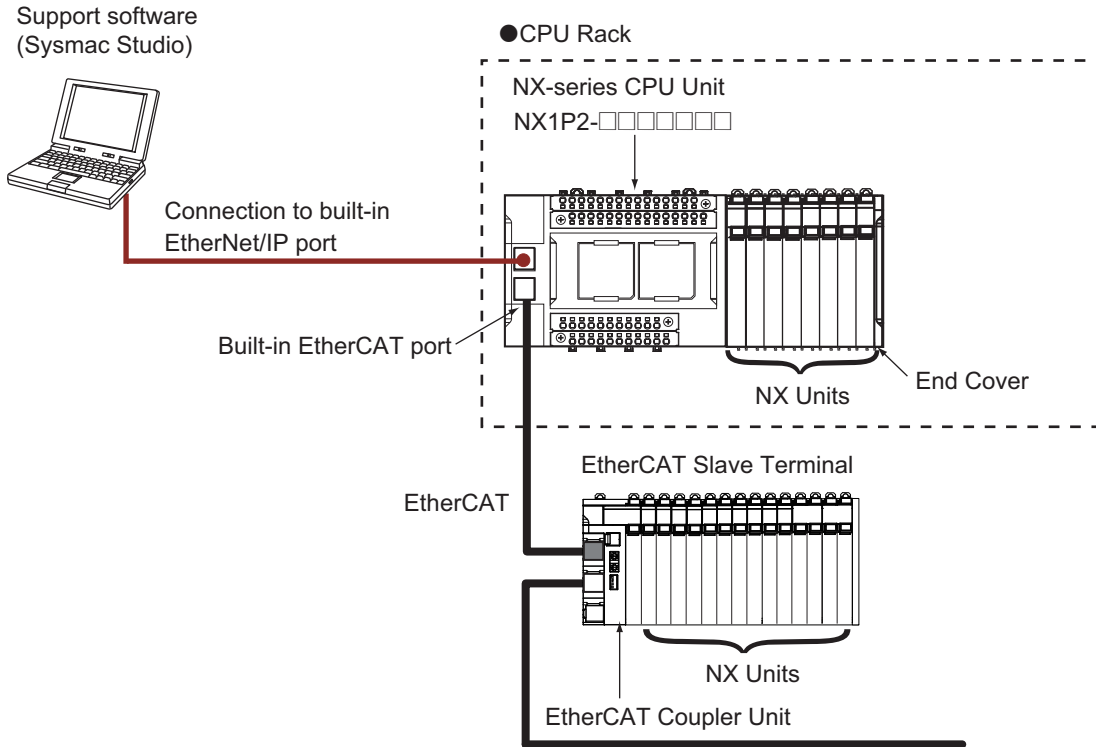 Support software
(Sysmac Studio)
●CPU Rack
NX-series CPU Unit
NX1P2-□□□□□□□
Connection to built-in
EtherNet/IP port
Built-in EtherCAT port
End Cover
NX Units
EtherCAT Slave Terminal
EtherCAT
NX Units
EtherCAT Coupler Unit